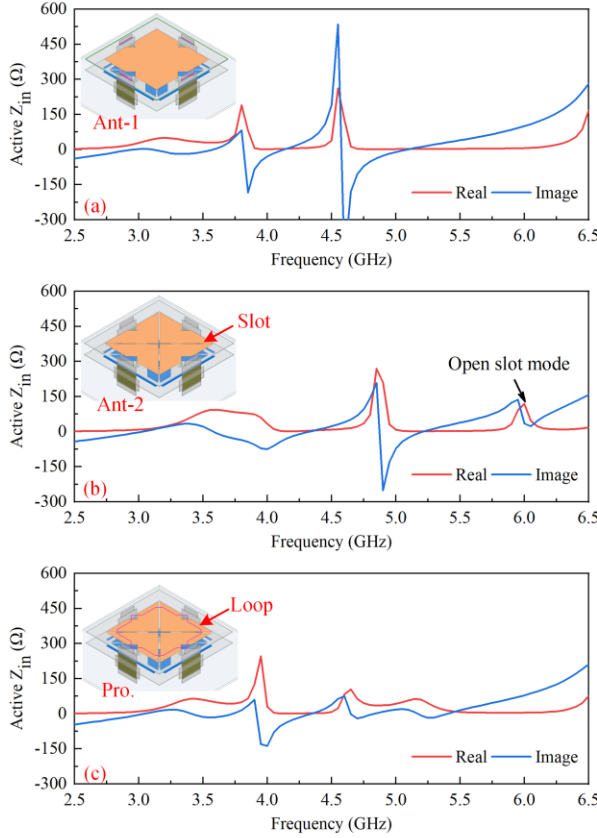 600
450
300
150
0
-150
-300
Active Z_in (Ω)
Ant-1
(a)
Real Image
2.5 3.0 3.5 4.0 4.5 5.0 5.5 6.0 6.5
Frequency (GHz)
600
450
300
150
0
-150
-300
Active Z_in (Ω)
Slot
Ant-2
Open slot mode
(b)
Real Image
2.5 3.0 3.5 4.0 4.5 5.0 5.5 6.0 6.5
Frequency (GHz)
600
450
300
150
0
-150
-300
Active Z_in (Ω)
Loop
Pro.
(c)
Real Image
2.5 3.0 3.5 4.0 4.5 5.0 5.5 6.0 6.5
Frequency (GHz)